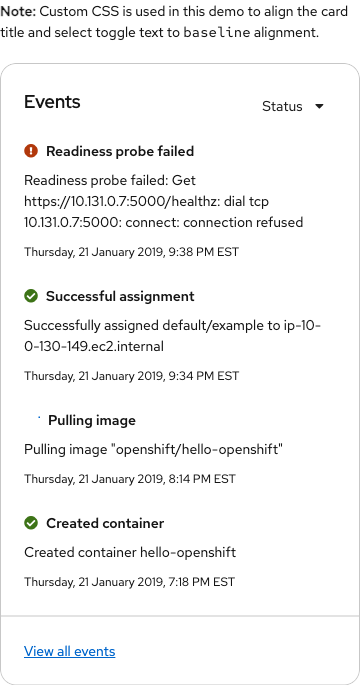 Note: Custom CSS is used in this demo to align the card
title and select toggle text to baseline alignment.
Events
Status
Readiness probe failed
Readiness probe failed: Get
https://10.131.0.7:5000/healthz: dial tcp
10.131.0.7:5000: connect: connection refused
Thursday, 21 January 2019, 9:38 PM EST
Successful assignment
Successfully assigned default/example to ip-10-
0-130-149.ec2.internal
Thursday, 21 January 2019, 9:34 PM EST
Pulling image
Pulling image "openshift/hello-openshift"
Thursday, 21 January 2019, 8:14 PM EST
Created container
Created container hello-openshift
Thursday, 21 January 2019, 7:18 PM EST
View all events